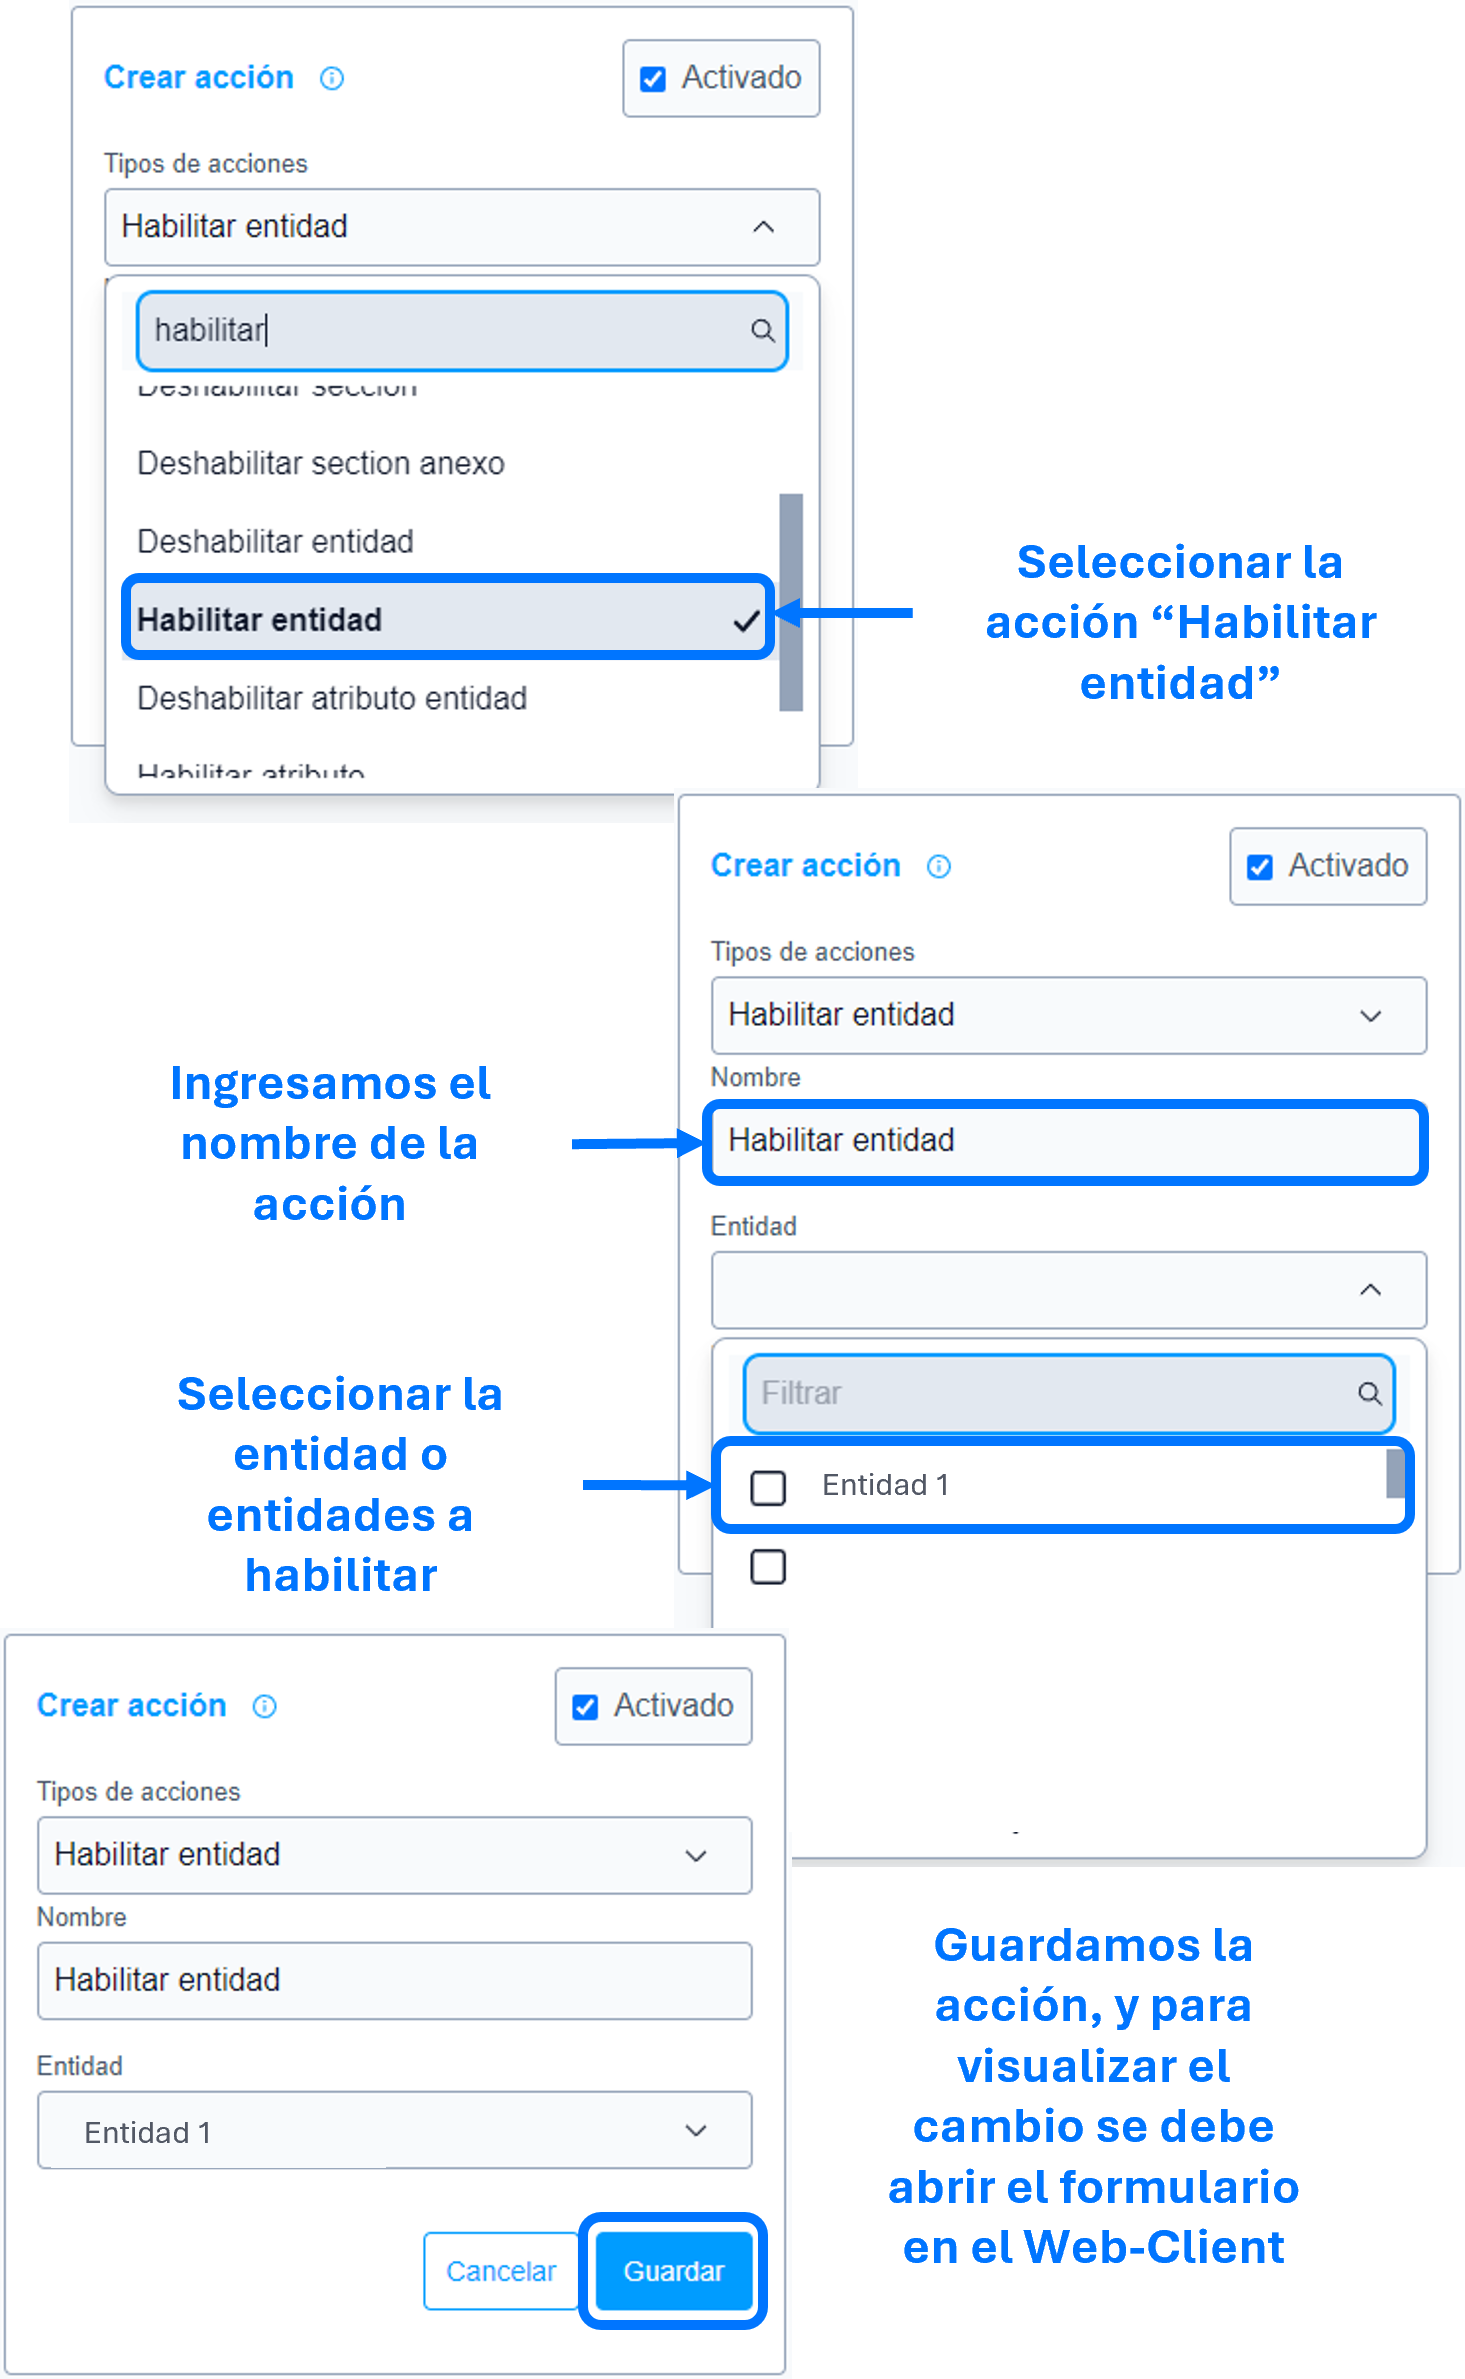 Crear acción
Activado
Tipos de acciones
Habilitar entidad
habilitar
Deshabilitar sección
Deshabilitar section anexo
Deshabilitar entidad
Habilitar entidad
Deshabilitar atributo entidad
Habilitar atributo
Seleccionar la
acción “Habilitar
entidad”
Crear acción
Activado
Tipos de acciones
Habilitar entidad
Nombre
Habilitar entidad
Ingresamos el
nombre de la
acción
Entidad
Filtrar
Entidad 1
Seleccionar la
entidad o
entidades a
habilitar
Crear acción
Activado
Tipos de acciones
Habilitar entidad
Nombre
Habilitar entidad
Entidad
Entidad 1
Cancelar
Guardar
Guardamos la
acción, y para
visualizar el
cambio se debe
abrir el formulario
en el Web-Client